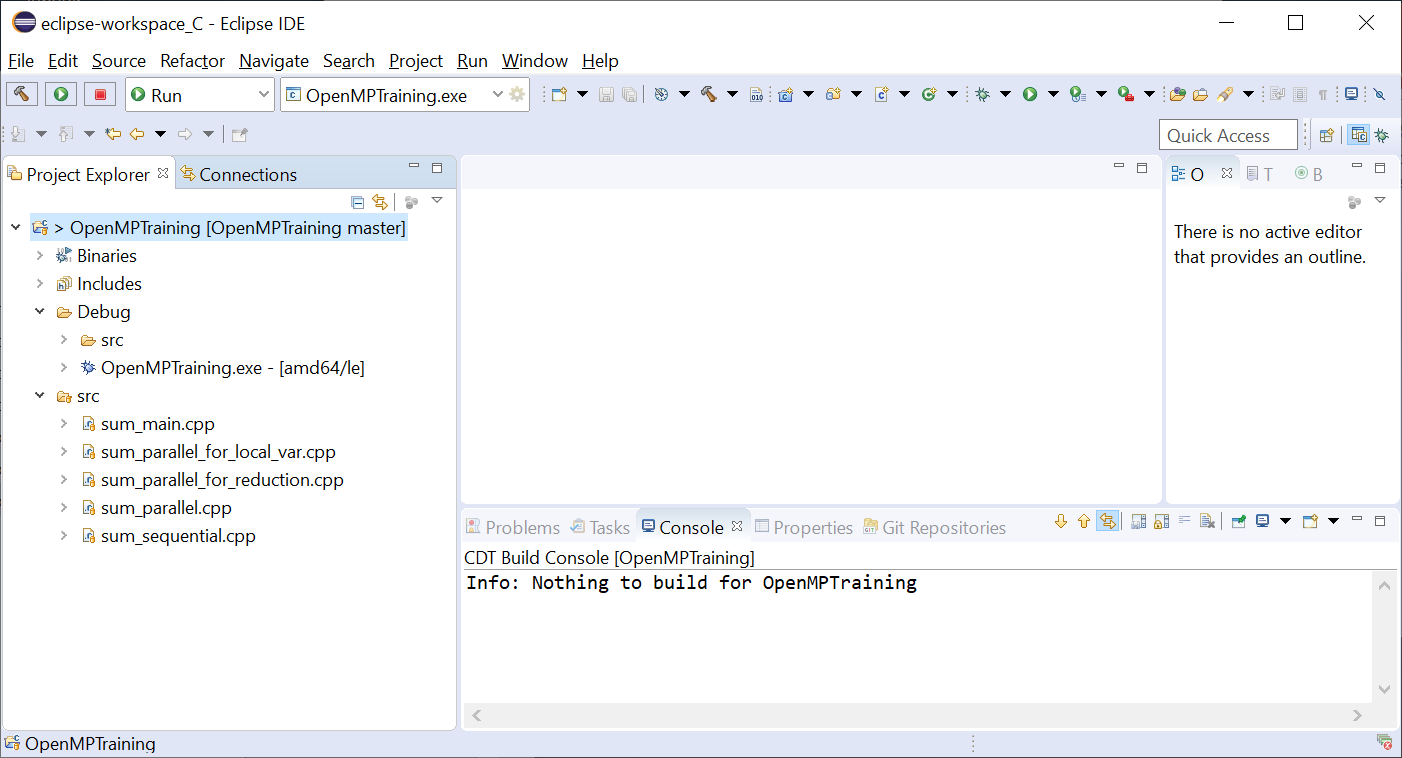 eclipse-workspace_C - Eclipse IDE
File Edit Source Refactor Navigate Search Project Run Window Help
Run OpenMPTraining.exe
Quick Access
Project Explorer Connections
O T B
> OpenMPTraining [OpenMPTraining master]
Binaries
Includes
Debug
src
OpenMPTraining.exe - [amd64/le]
src
sum_main.cpp
sum_parallel_for_local_var.cpp
sum_parallel_for_reduction.cpp
sum_parallel.cpp
sum_sequential.cpp
There is no active editor
that provides an outline.
Problems Tasks Console Properties Git Repositories
CDT Build Console [OpenMPTraining]
Info: Nothing to build for OpenMPTraining
OpenMPTraining